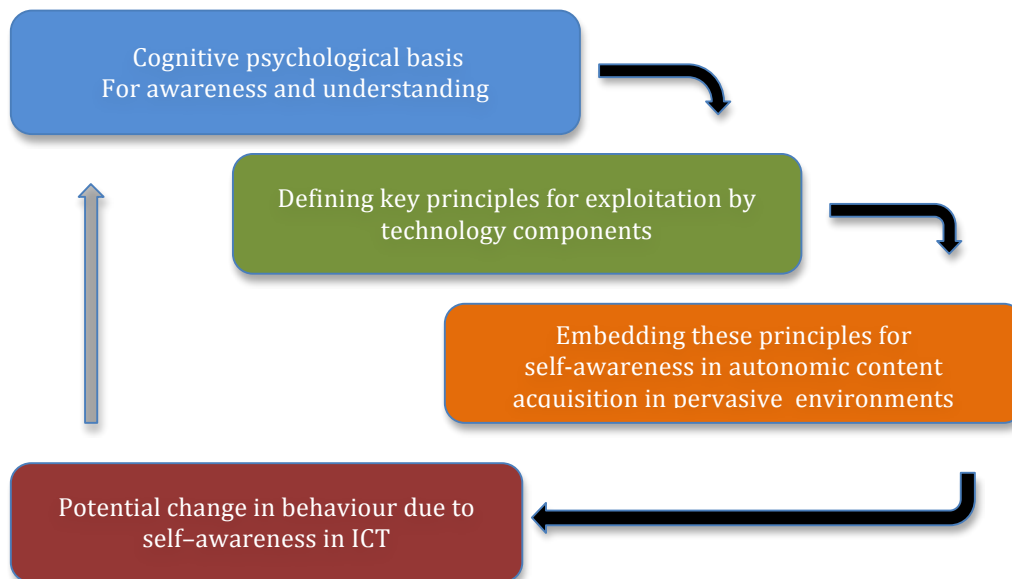 Cognitive psychological basis
For awareness and understanding
Defining key principles for exploitation by
technology components
Embedding these principles for
self-awareness in autonomic content
acquisition in pervasive environments
Potential change in behaviour due to
self–awareness in ICT